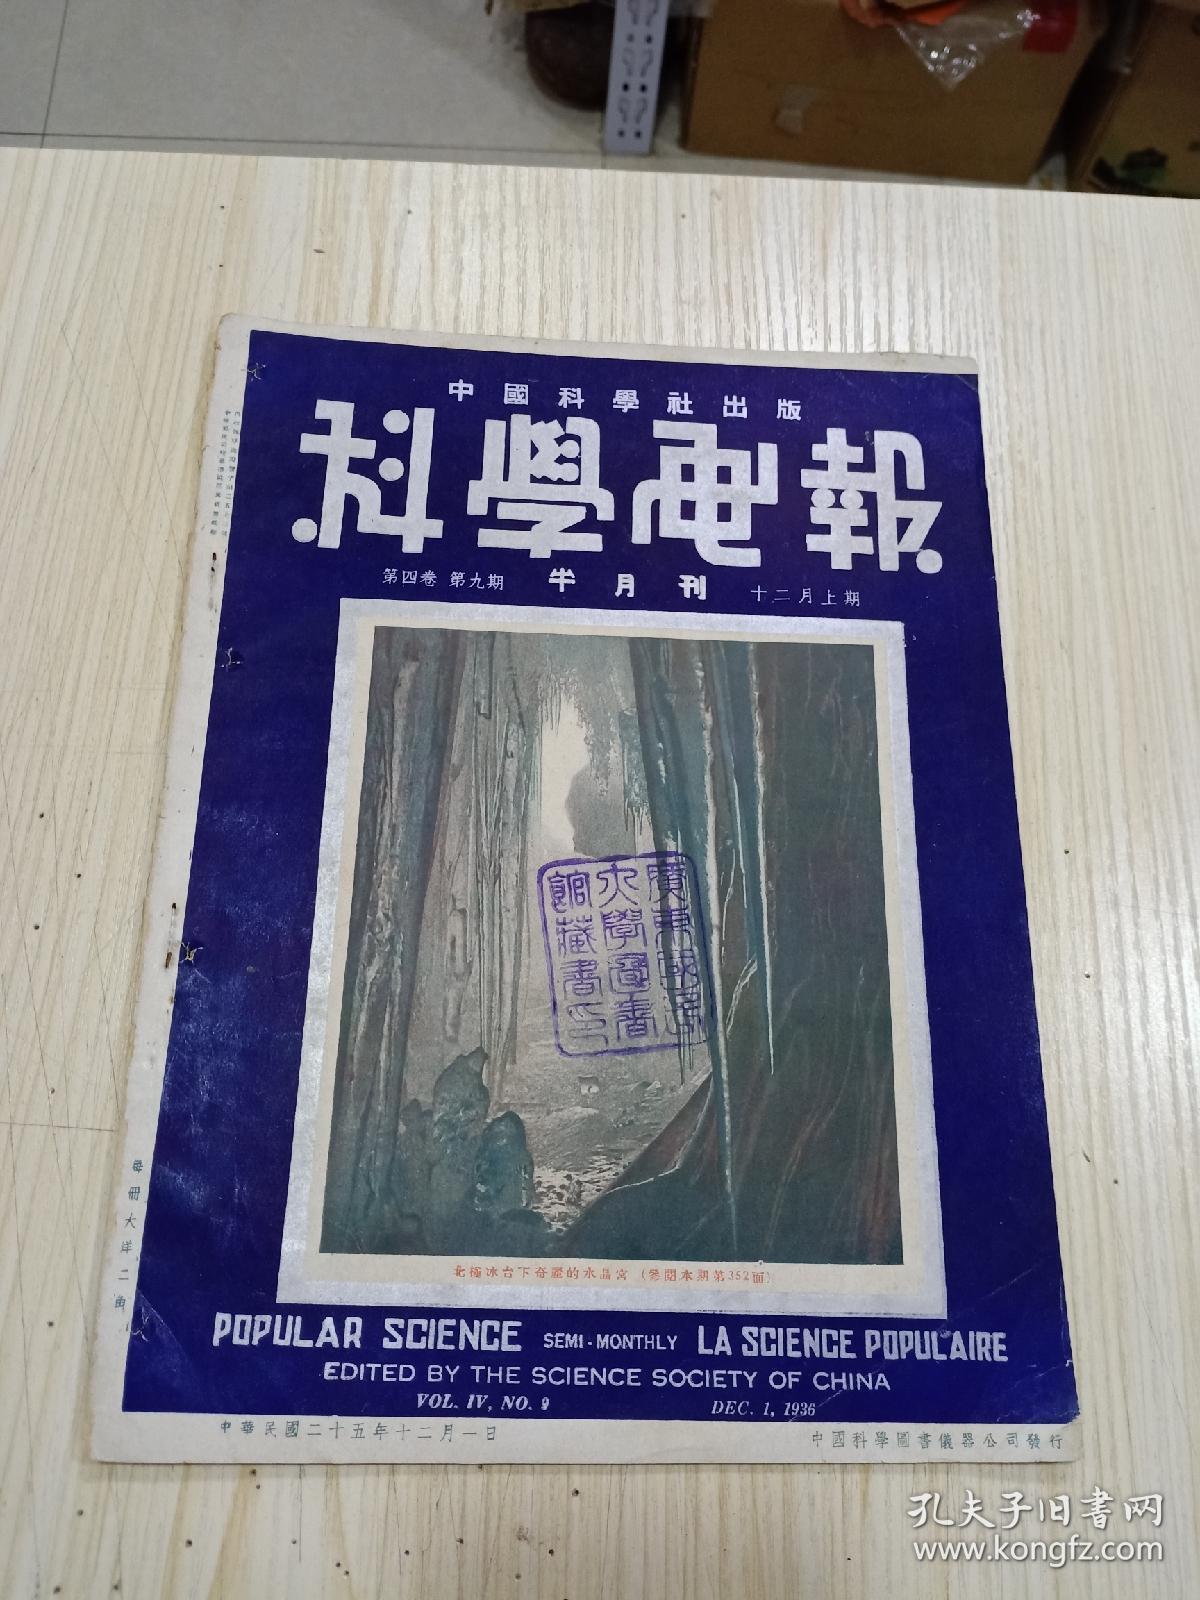 中國科學社出版
科學畫報
第四卷 第九期 半月刊 十二月上期
廣東國民
大學圖書
館藏書印
北極冰台下奇麗的水晶宮 (參閱本期第352面)
每冊大洋二角
POPULAR SCIENCE SEMI-MONTHLY LA SCIENCE POPULAIRE
EDITED BY THE SCIENCE SOCIETY OF CHINA
VOL. IV, NO. 9 DEC. 1, 1936
中華民國二十五年十二月一日 中國科學圖書儀器公司發行
孔夫子旧书网
www.kongfz.com